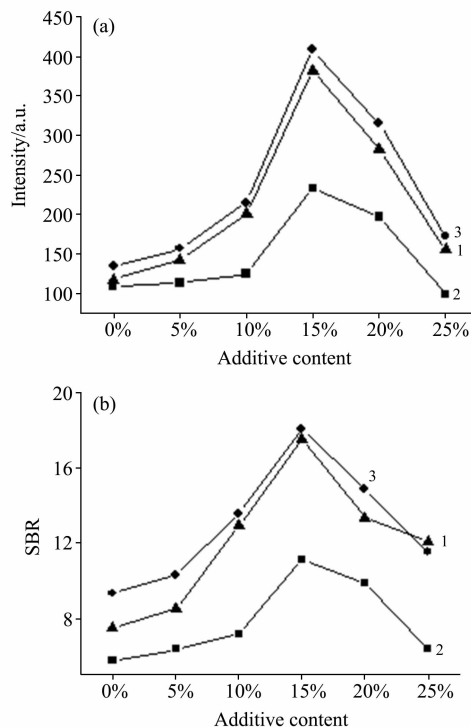 (a)
450
400
350
300
250
200
150
100
Intensity/a.u.
3
1
2
0% 5% 10% 15% 20% 25%
Additive content
(b)
20
16
12
8
SBR
3
1
2
0% 5% 10% 15% 20% 25%
Additive content